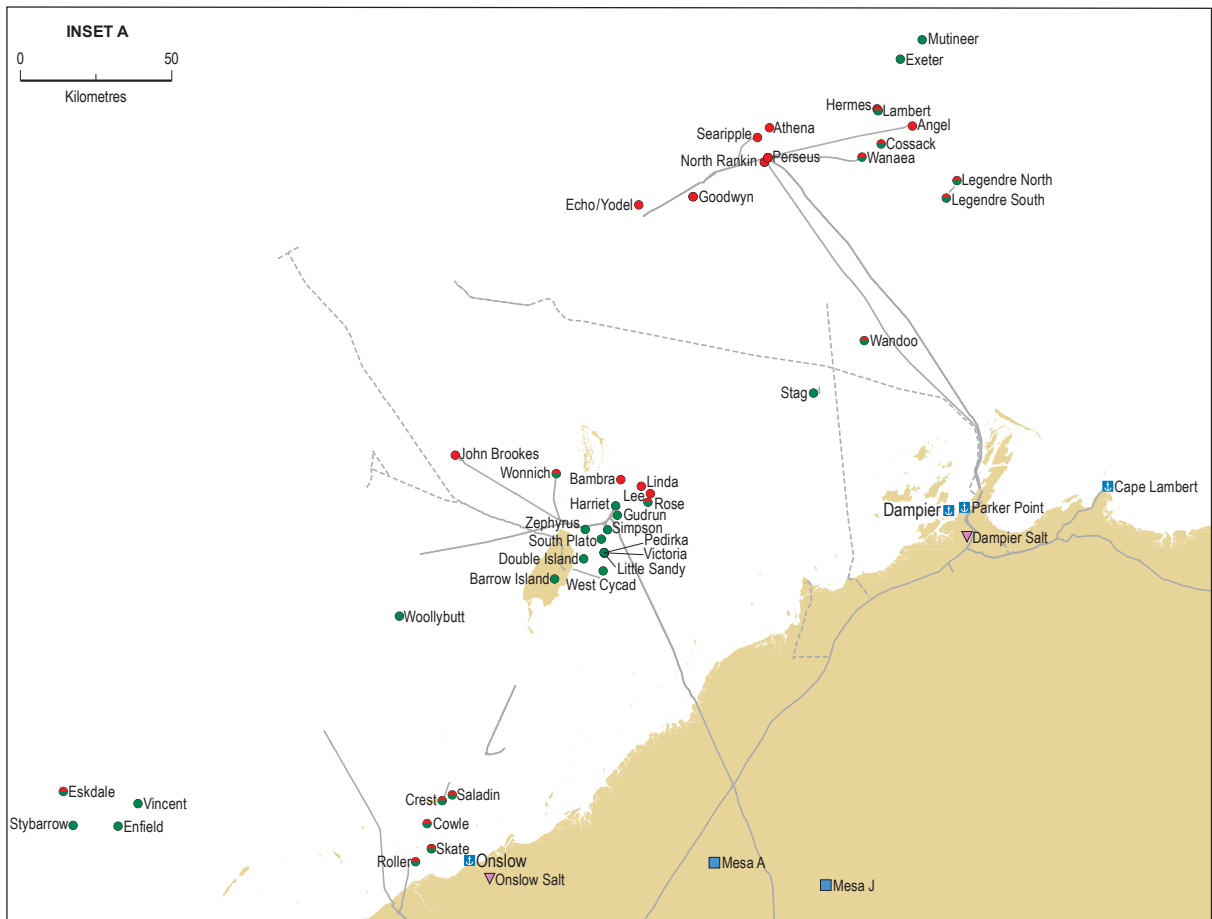 INSET A
0 50
Kilometres
Mutineer
Exeter
Hermes
Lambert
Athena
Angel
Searipple
Cossack
North Rankin
Perseus
Wanaea
Legendre North
Goodwyn
Legendre South
Echo/Yodel
Wandoo
Stag
John Brookes
Wonnich
Bambra
Linda
Cape Lambert
Lee
Rose
Harriet
Dampier
Parker Point
Gudrun
Zephyrus
Simpson
South Plato
Pedirka
Dampier Salt
Victoria
Double Island
Little Sandy
Barrow Island
West Cycad
Woollybutt
Eskdale
Saladin
Crest
Vincent
Stybarrow
Enfield
Cowle
Skate
Roller
Onslow
Mesa A
Onslow Salt
Mesa J